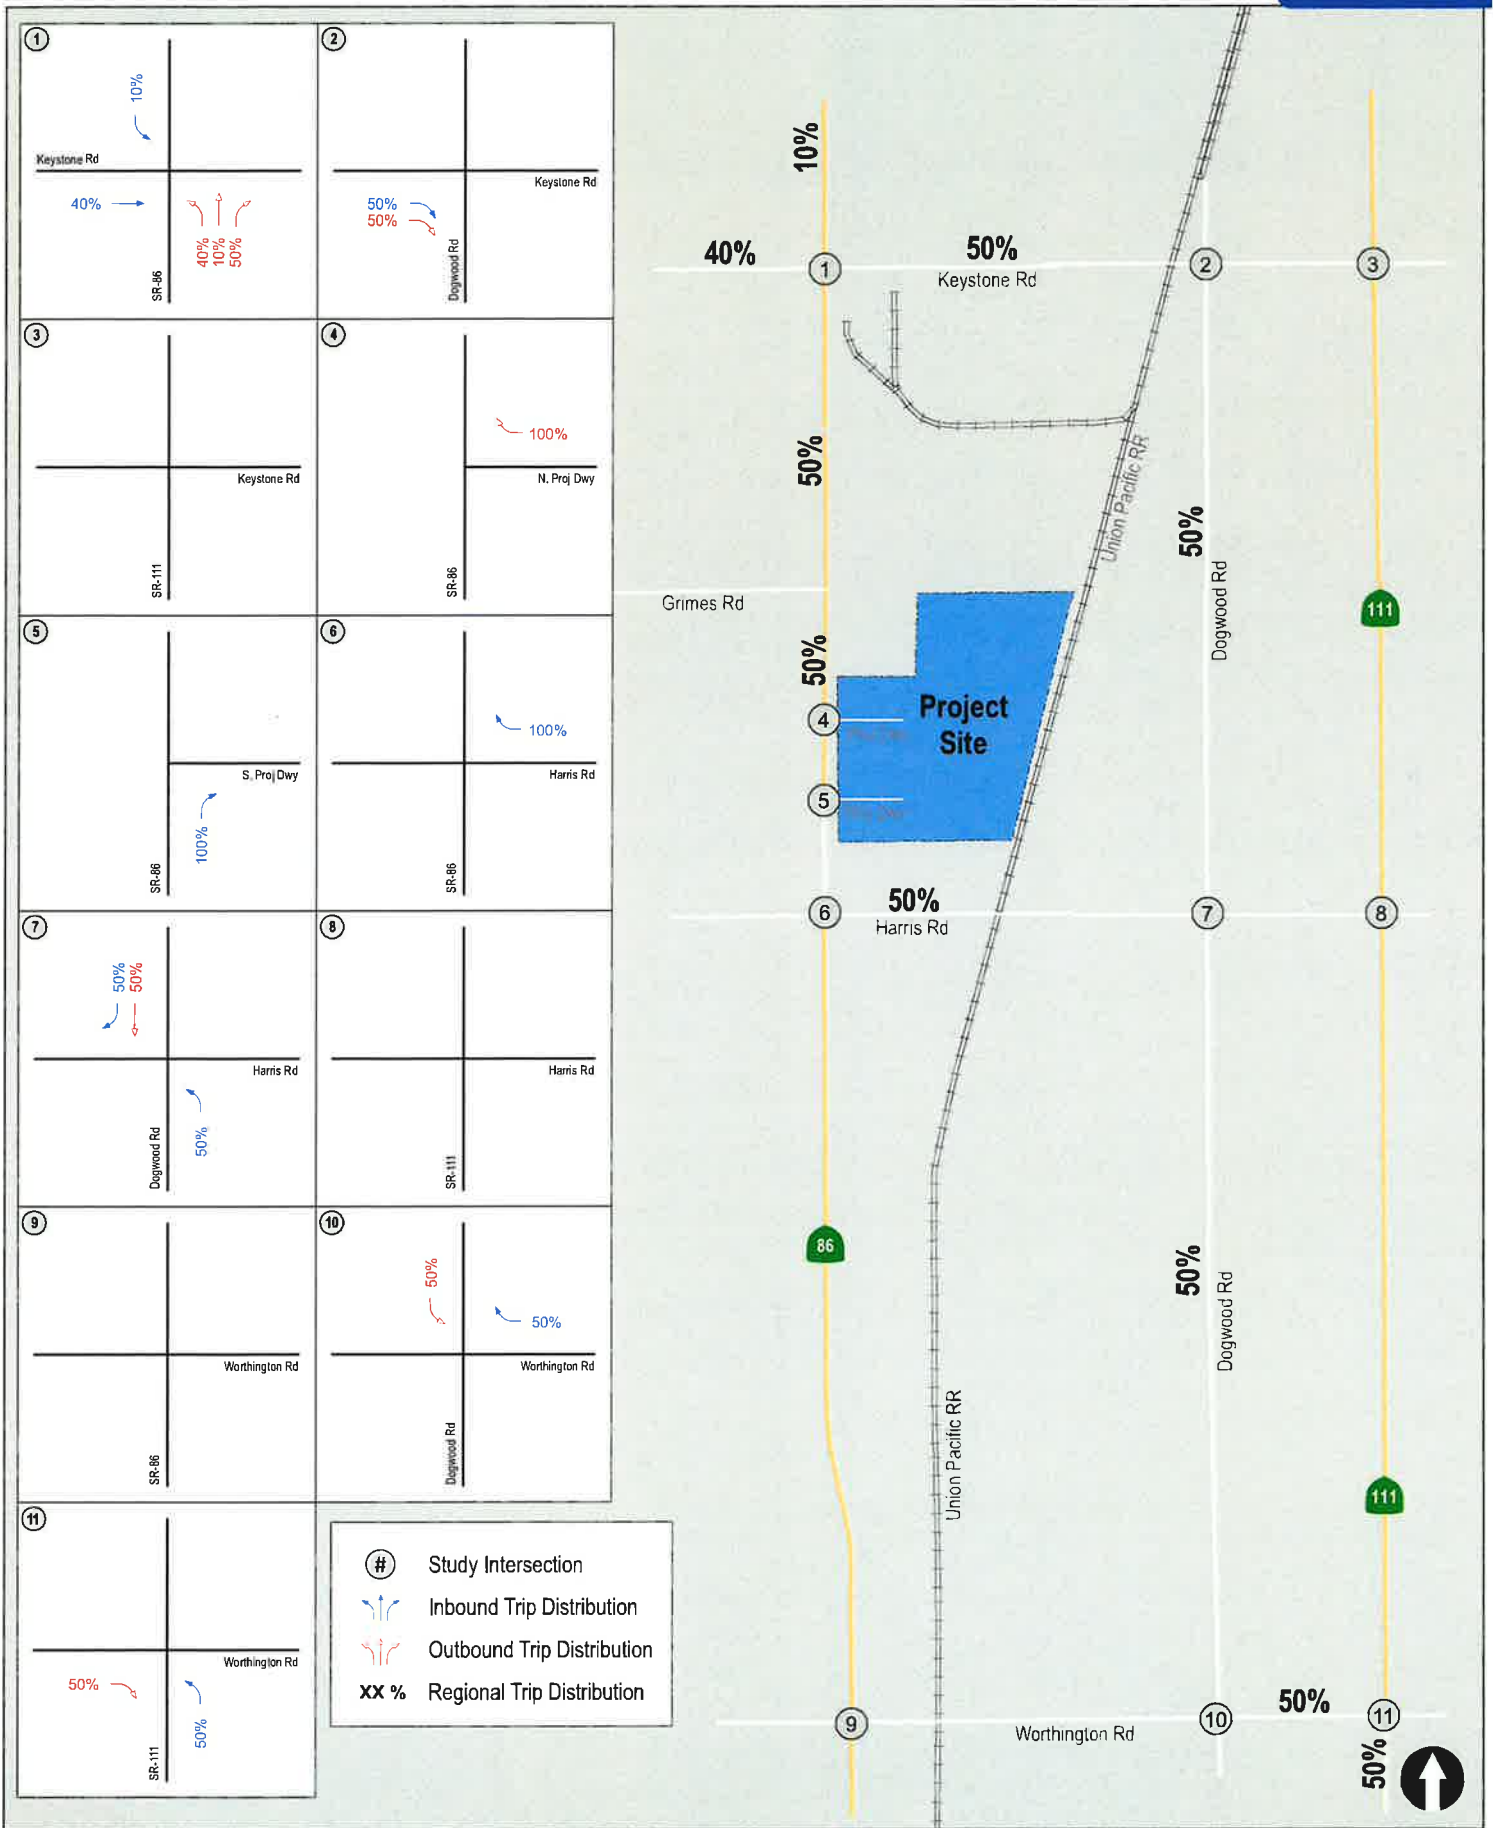 1
10%
Keystone Rd
40%
40%
10%
50%
SR-86
2
Keystone Rd
50%
50%
Dogwood Rd
3
Keystone Rd
SR-111
4
100%
N. Proj Dwy
SR-86
5
S. Proj Dwy
100%
SR-86
6
100%
Harris Rd
SR-86
7
50%
50%
Harris Rd
50%
Dogwood Rd
8
Harris Rd
SR-111
9
Worthington Rd
SR-86
10
50%
50%
Worthington Rd
Dogwood Rd
11
Worthington Rd
50%
50%
SR-111
# Study Intersection
Inbound Trip Distribution
Outbound Trip Distribution
XX % Regional Trip Distribution
10%
40%
1
50%
Keystone Rd
2
3
50%
Union Pacific RR
50%
Dogwood Rd
Grimes Rd
111
50%
4
Project
Site
5
50%
6
Harris Rd
7
8
86
50%
Dogwood Rd
Union Pacific RR
111
9
Worthington Rd
10
50%
11
50%